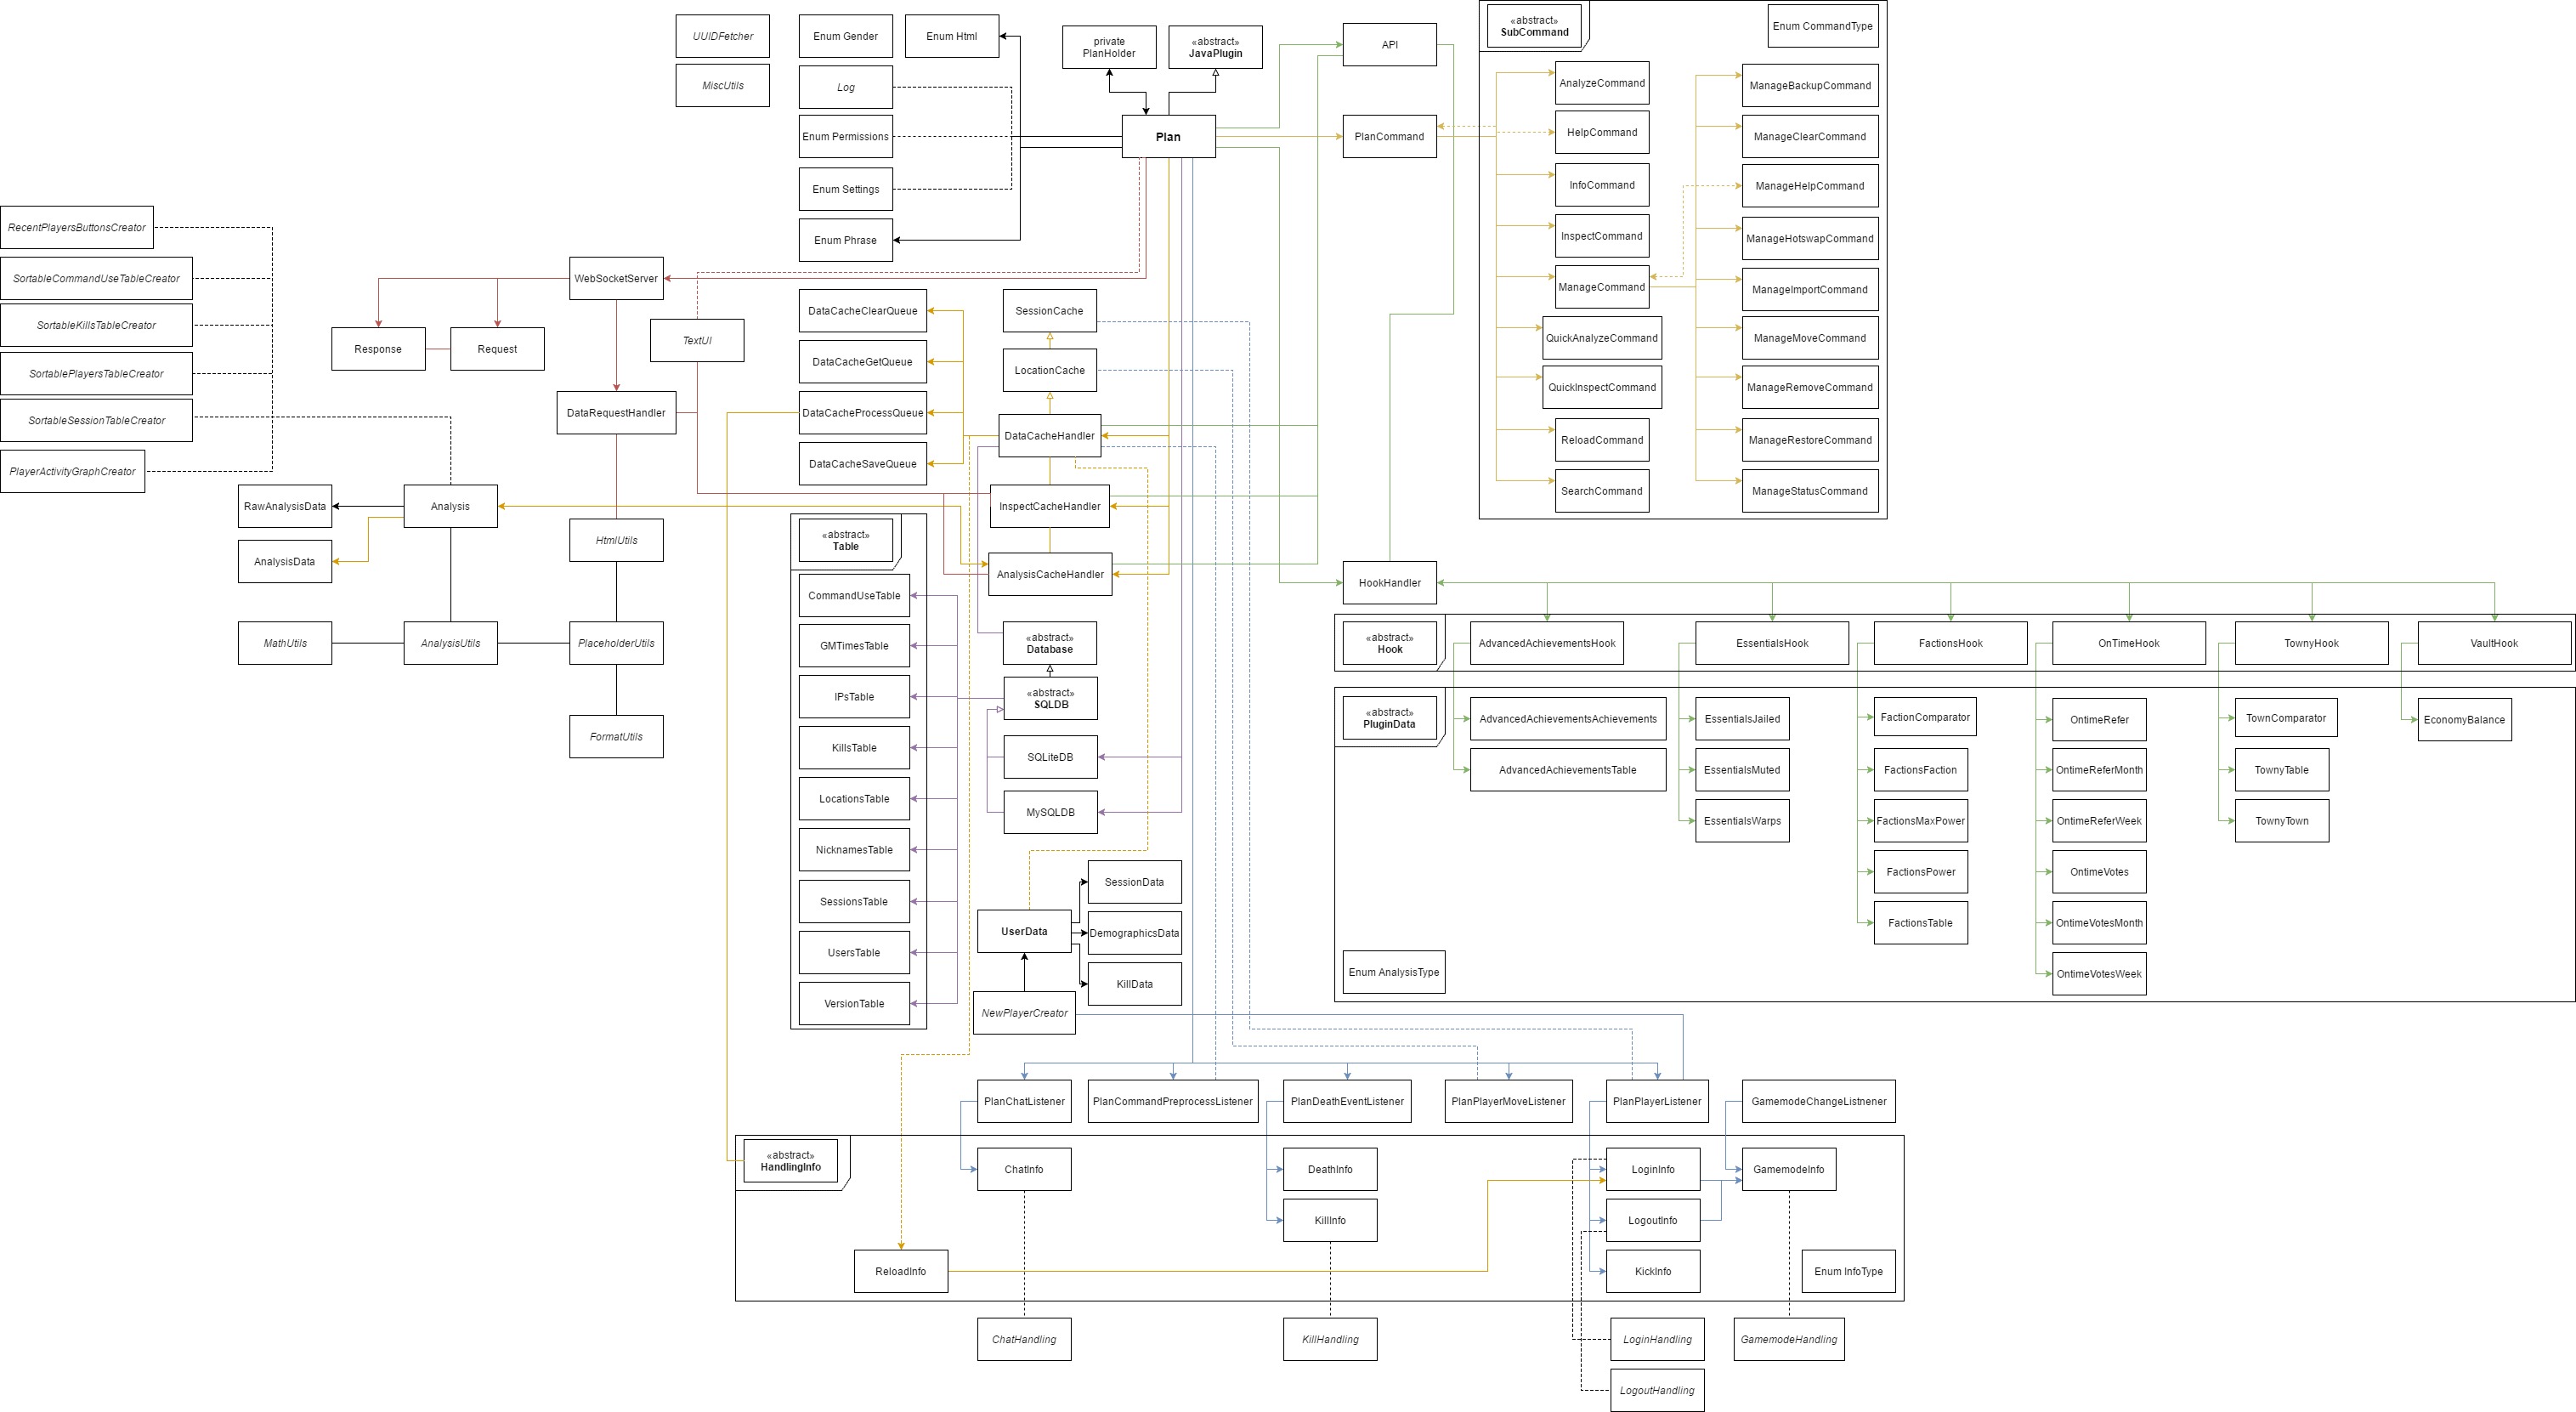 UUIDFetcher
MiscUtils
Enum Gender
Enum Html
Log
Enum Permissions
Enum Settings
Enum Phrase
private
PlanHolder
«abstract»
JavaPlugin
Plan
API
PlanCommand
«abstract»
SubCommand
Enum CommandType
AnalyzeCommand
HelpCommand
InfoCommand
InspectCommand
ManageCommand
QuickAnalyzeCommand
QuickInspectCommand
ReloadCommand
SearchCommand
ManageBackupCommand
ManageClearCommand
ManageHelpCommand
ManageHotswapCommand
ManageImportCommand
ManageMoveCommand
ManageRemoveCommand
ManageRestoreCommand
ManageStatusCommand
RecentPlayersButtonsCreator
SortableCommandUseTableCreator
SortableKillsTableCreator
SortablePlayersTableCreator
SortableSessionTableCreator
PlayerActivityGraphCreator
WebSocketServer
Response
Request
TextUI
DataRequestHandler
RawAnalysisData
Analysis
AnalysisData
HtmlUtils
MathUtils
AnalysisUtils
PlaceholderUtils
FormatUtils
DataCacheClearQueue
DataCacheGetQueue
DataCacheProcessQueue
DataCacheSaveQueue
SessionCache
LocationCache
DataCacheHandler
InspectCacheHandler
AnalysisCacheHandler
«abstract»
Table
CommandUseTable
GMTimesTable
IPsTable
KillsTable
LocationsTable
NicknamesTable
SessionsTable
UsersTable
VersionTable
«abstract»
Database
«abstract»
SQLDB
SQLiteDB
MySQLDB
SessionData
UserData
DemographicsData
KillData
NewPlayerCreator
HookHandler
«abstract»
Hook
AdvancedAchievementsHook
EssentialsHook
FactionsHook
OnTimeHook
TownyHook
VaultHook
«abstract»
PluginData
AdvancedAchievementsAchievements
AdvancedAchievementsTable
EssentialsJailed
EssentialsMuted
EssentialsWarps
FactionComparator
FactionsFaction
FactionsMaxPower
FactionsPower
FactionsTable
OntimeRefer
OntimeReferMonth
OntimeReferWeek
OntimeVotes
OntimeVotesMonth
OntimeVotesWeek
TownComparator
TownyTable
TownyTown
EconomyBalance
Enum AnalysisType
PlanChatListener
PlanCommandPreprocessListener
PlanDeathEventListener
PlanPlayerMoveListener
PlanPlayerListener
GamemodeChangeListnener
«abstract»
HandlingInfo
ChatInfo
DeathInfo
KillInfo
LoginInfo
LogoutInfo
KickInfo
GamemodeInfo
ReloadInfo
Enum InfoType
ChatHandling
KillHandling
LoginHandling
GamemodeHandling
LogoutHandling